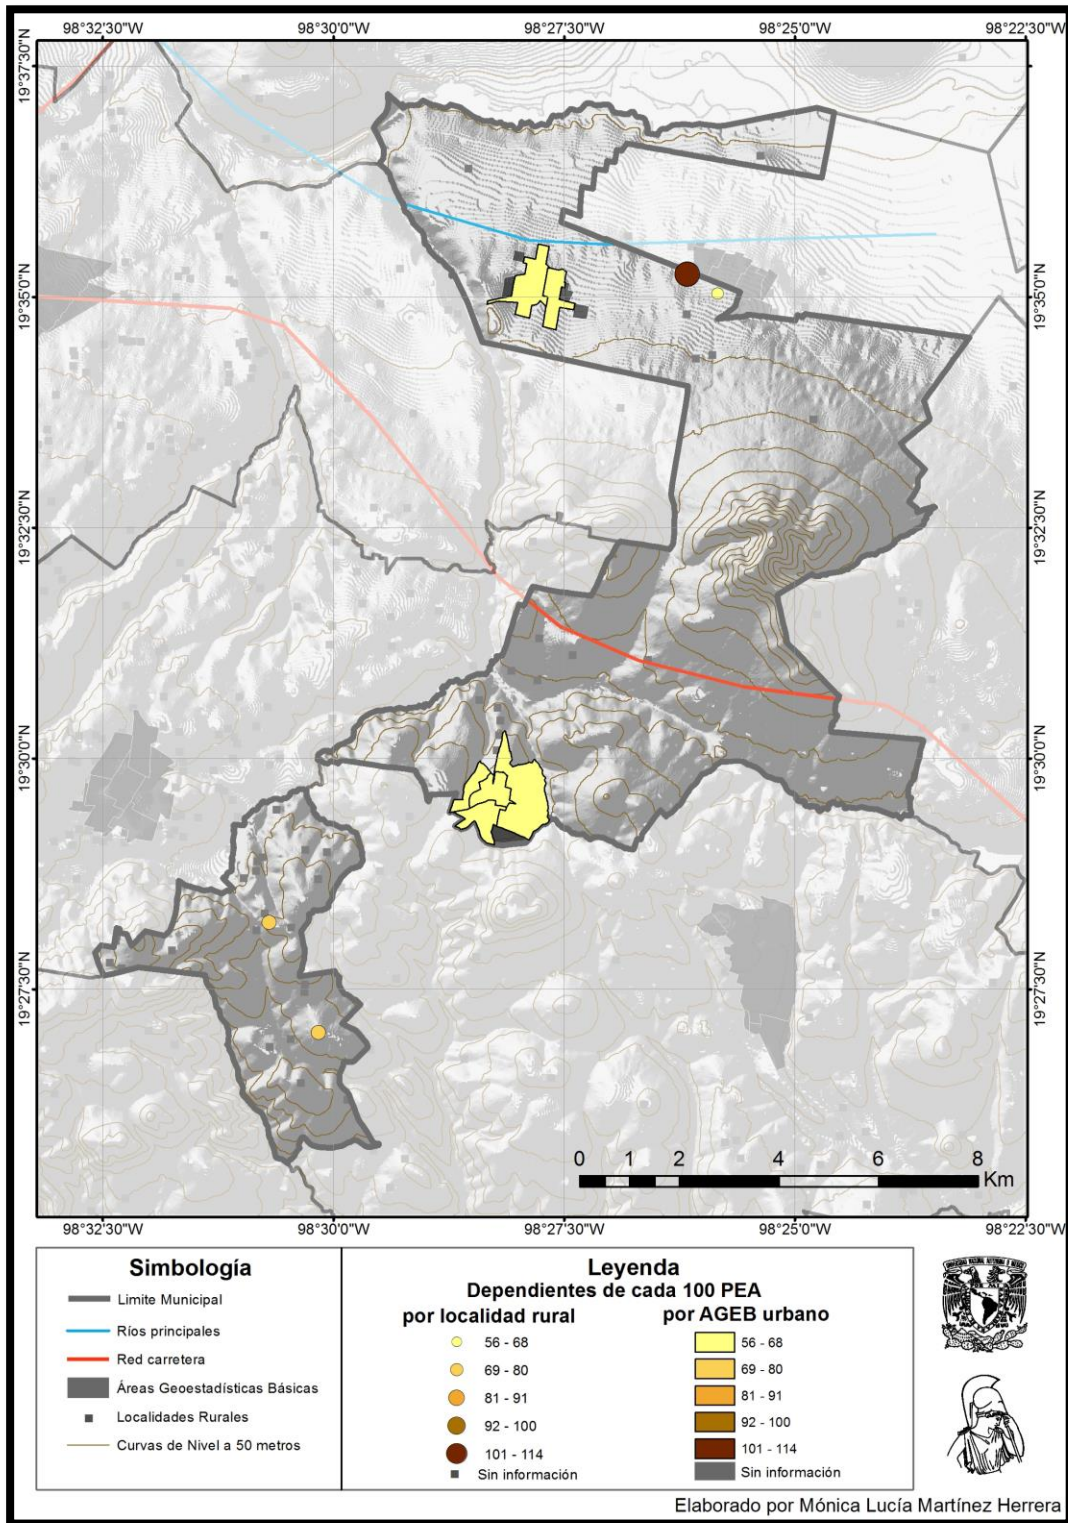 98°32'30"W 98°30'0"W 98°27'30"W 98°25'0"W 98°22'30"W
19°37'30"N 19°37'30"N
19°35'0"N 19°35'0"N
19°32'30"N 19°32'30"N
19°30'0"N 19°30'0"N
19°27'30"N 19°27'30"N
0 1 2 4 6 8
Km
98°32'30"W 98°30'0"W 98°27'30"W 98°25'0"W 98°22'30"W
Simbología
Limite Municipal
Ríos principales
Red carretera
Áreas Geoestadísticas Básicas
Localidades Rurales
Curvas de Nivel a 50 metros
Leyenda
Dependientes de cada 100 PEA
por localidad rural
56 - 68
69 - 80
81 - 91
92 - 100
101 - 114
Sin información
por AGEB urbano
56 - 68
69 - 80
81 - 91
92 - 100
101 - 114
Sin información
Elaborado por Mónica Lucía Martínez Herrera